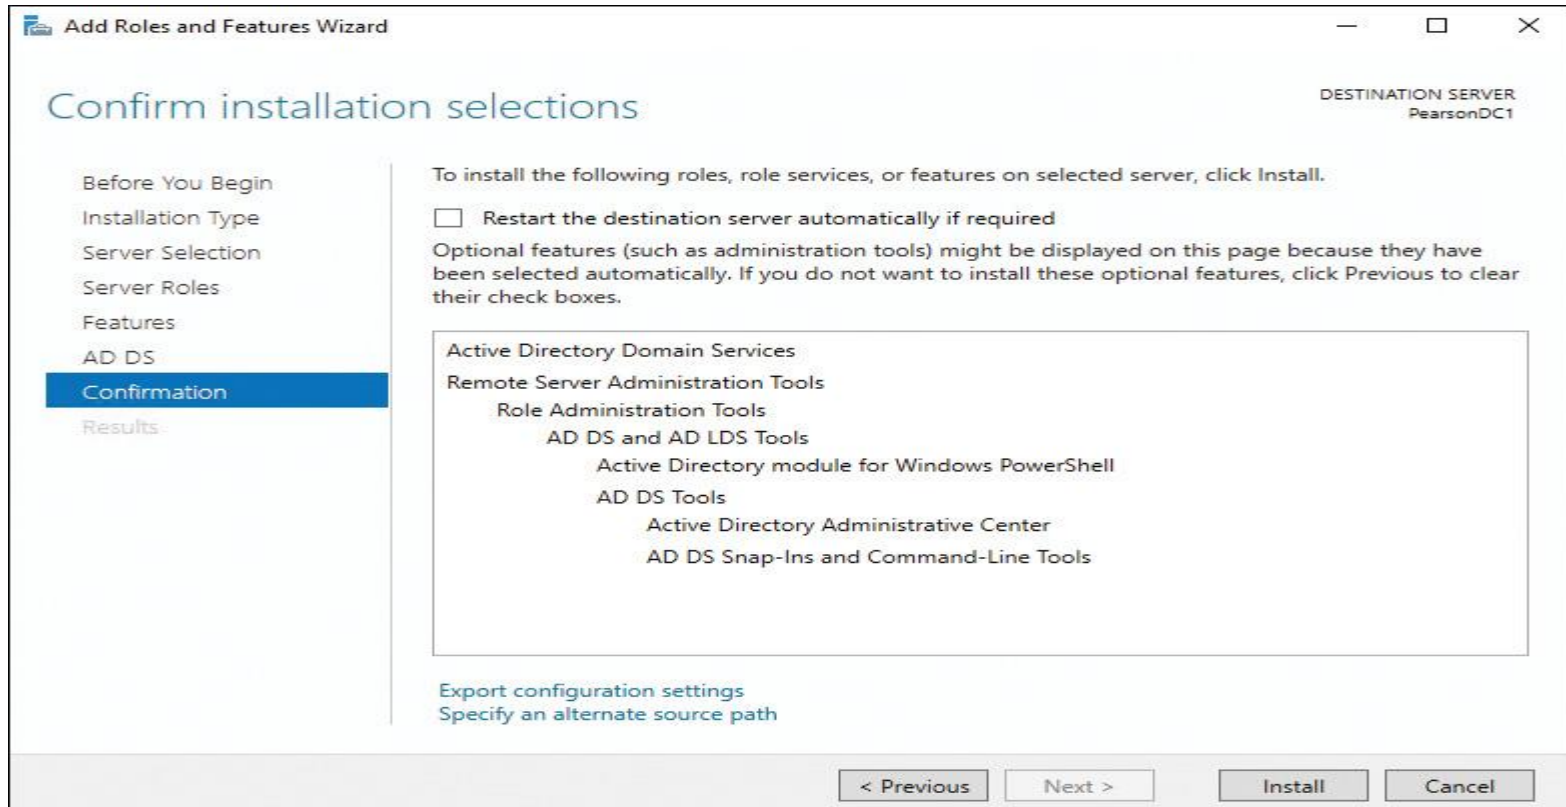 Add Roles and Features Wizard
Confirm installation selections
DESTINATION SERVER
PearsonDC1
Before You Begin
Installation Type
Server Selection
Server Roles
Features
AD DS
Confirmation
Results
To install the following roles, role services, or features on selected server, click Install.
Restart the destination server automatically if required
Optional features (such as administration tools) might be displayed on this page because they have
been selected automatically. If you do not want to install these optional features, click Previous to clear
their check boxes.
Active Directory Domain Services
Remote Server Administration Tools
Role Administration Tools
AD DS and AD LDS Tools
Active Directory module for Windows PowerShell
AD DS Tools
Active Directory Administrative Center
AD DS Snap-Ins and Command-Line Tools
Export configuration settings
Specify an alternate source path
< Previous
Next >
Install
Cancel